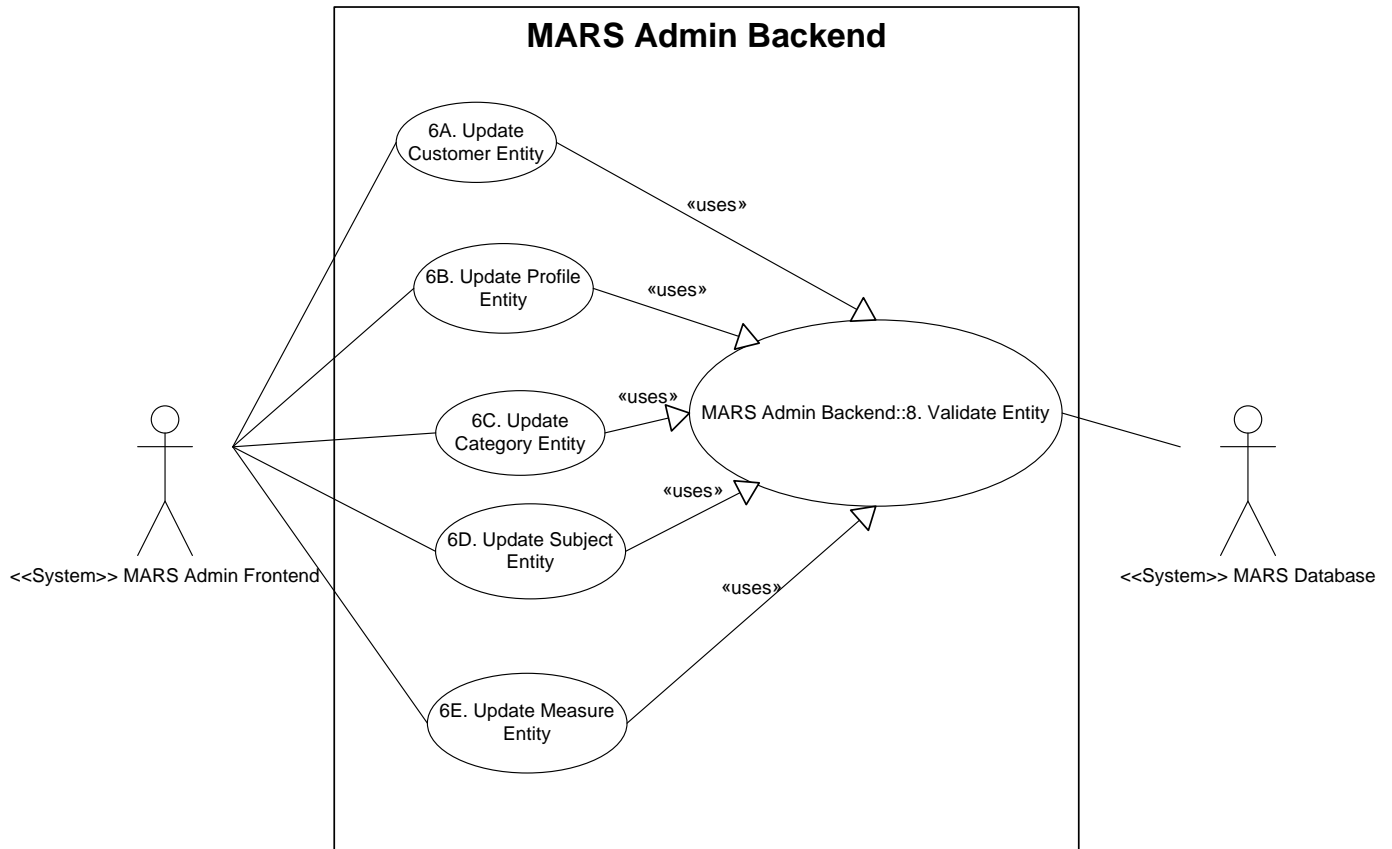 MARS Admin Backend
6A. Update
Customer Entity
«uses»
6B. Update Profile
Entity
«uses»
6C. Update
Category Entity
«uses»
MARS Admin Backend::8. Validate Entity
6D. Update Subject
Entity
«uses»
<<System>> MARS Admin Frontend
<<System>> MARS Database
«uses»
6E. Update Measure
Entity